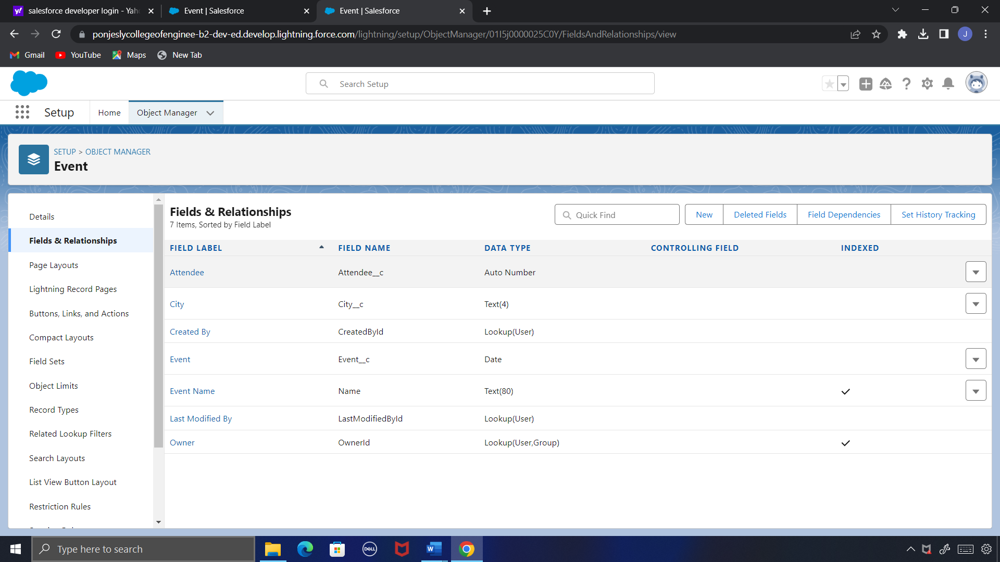 salesforce developer login - Yah
Event | Salesforce
Event | Salesforce
ponjeslycollegeofenginee-b2-dev-ed.develop.lightning.force.com/lightning/setup/ObjectManager/01I5j0000025C0Y/FieldsAndRelationships/view
J
Gmail
YouTube
Maps
New Tab
Search Setup
Setup
Home
Object Manager
SETUP > OBJECT MANAGER
Event
Details
Fields & Relationships
Page Layouts
Lightning Record Pages
Buttons, Links, and Actions
Compact Layouts
Field Sets
Object Limits
Record Types
Related Lookup Filters
Search Layouts
List View Button Layout
Restriction Rules
Fields & Relationships
7 Items, Sorted by Field Label
Quick Find
New
Deleted Fields
Field Dependencies
Set History Tracking
FIELD LABEL FIELD NAME DATA TYPE CONTROLLING FIELD INDEXED
Attendee Attendee__c Auto Number
City City__c Text(4)
Created By CreatedById Lookup(User)
Event Event__c Date
Event Name Name Text(80)
Last Modified By LastModifiedById Lookup(User)
Owner OwnerId Lookup(User,Group)
Type here to search
DELL
W